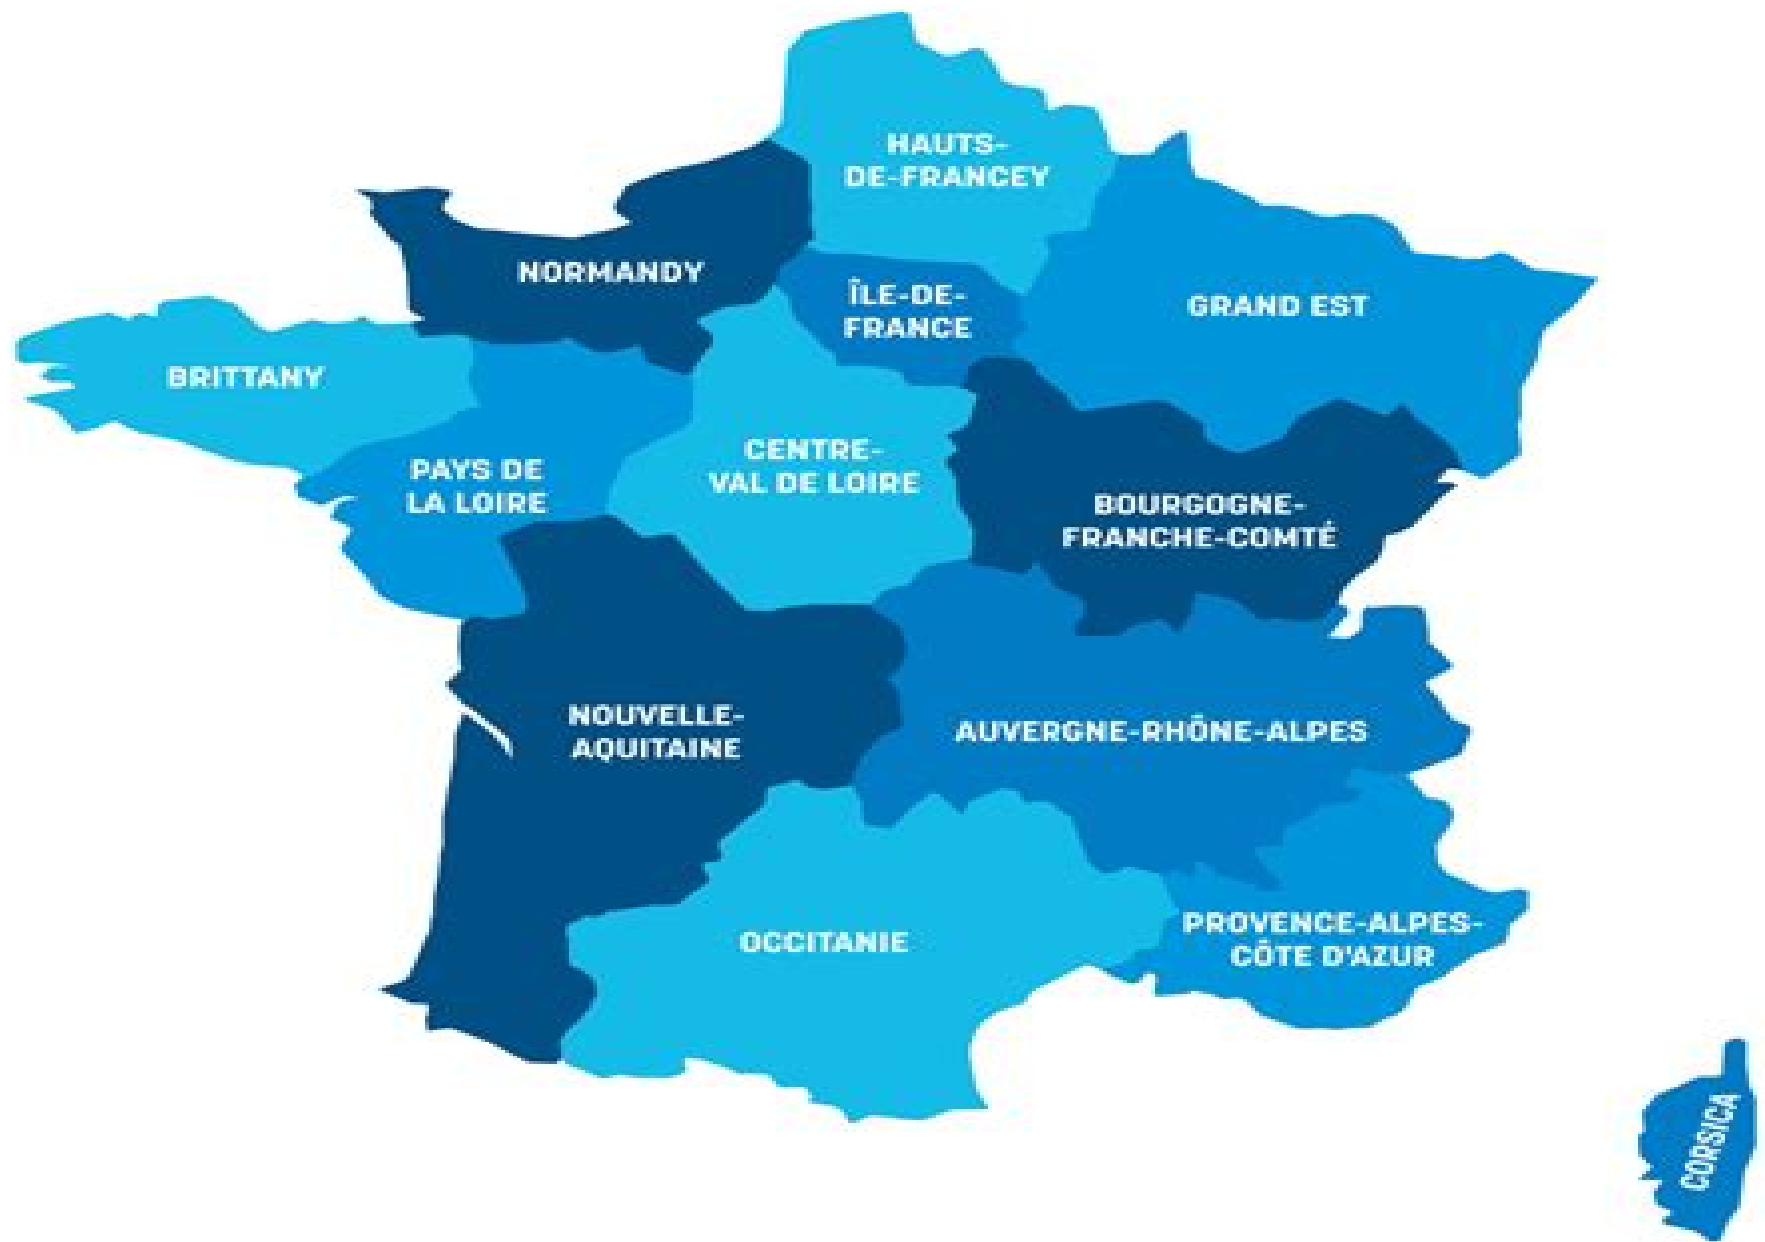 HAUTS-
DE-FRANCEY
NORMANDY
ÎLE-DE-
FRANCE
GRAND EST
BRITTANY
PAYS DE
LA LOIRE
CENTRE-
VAL DE LOIRE
BOURGOGNE-
FRANCHE-COMTÉ
NOUVELLE-
AQUITAINE
AUVERGNE-RHÔNE-ALPES
OCCITANIE
PROVENCE-ALPES-
CÔTE D'AZUR
CORSICA